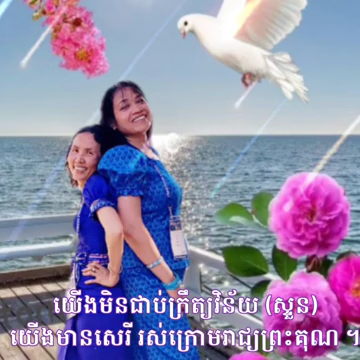 យើងមិនជាប់ក្រឹត្យវិន័យ (ស្លួន)
យើងមានសេរី រស់ក្រោមរាជ្យព្រះគុណ ។